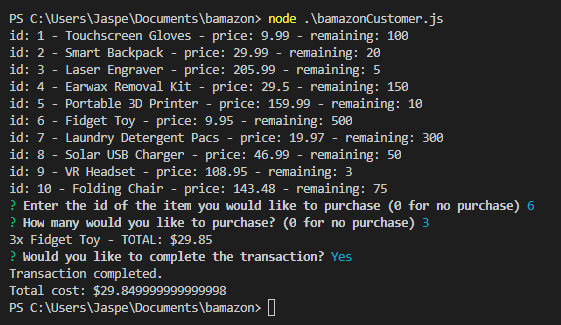 PS C:\Users\Jaspe\Documents\bamazon> node .\bamazonCustomer.js
id: 1 - Touchscreen Gloves - price: 9.99 - remaining: 100
id: 2 - Smart Backpack - price: 29.99 - remaining: 20
id: 3 - Laser Engraver - price: 205.99 - remaining: 5
id: 4 - Earwax Removal Kit - price: 29.5 - remaining: 150
id: 5 - Portable 3D Printer - price: 159.99 - remaining: 10
id: 6 - Fidget Toy - price: 9.95 - remaining: 500
id: 7 - Laundry Detergent Pacs - price: 19.97 - remaining: 300
id: 8 - Solar USB Charger - price: 46.99 - remaining: 50
id: 9 - VR Headset - price: 108.95 - remaining: 3
id: 10 - Folding Chair - price: 143.48 - remaining: 75
? Enter the id of the item you would like to purchase (0 for no purchase) 6
? How many would you like to purchase? (0 for no purchase) 3
3x Fidget Toy - TOTAL: $29.85
? Would you like to complete the transaction? Yes
Transaction completed.
Total cost: $29.849999999999998
PS C:\Users\Jaspe\Documents\bamazon>